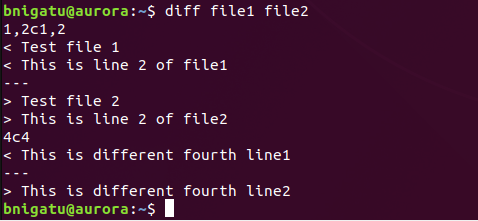 bnigatu@aurora:~$ diff file1 file2
1,2c1,2
< Test file 1
< This is line 2 of file1
---
> Test file 2
> This is line 2 of file2
4c4
< This is different fourth line1
---
> This is different fourth line2
bnigatu@aurora:~$